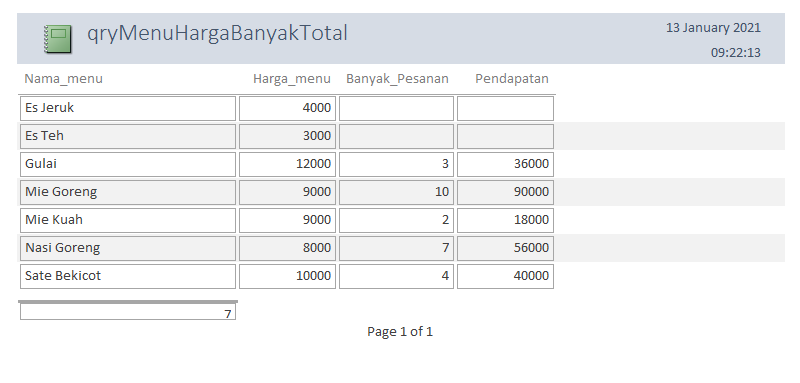 qryMenuHargaBanyakTotal 13 January 2021
09:22:13
Nama_menu Harga_menu Banyak_Pesanan Pendapatan
Es Jeruk 4000
Es Teh 3000
Gulai 12000 3 36000
Mie Goreng 9000 10 90000
Mie Kuah 9000 2 18000
Nasi Goreng 8000 7 56000
Sate Bekicot 10000 4 40000
7
Page 1 of 1